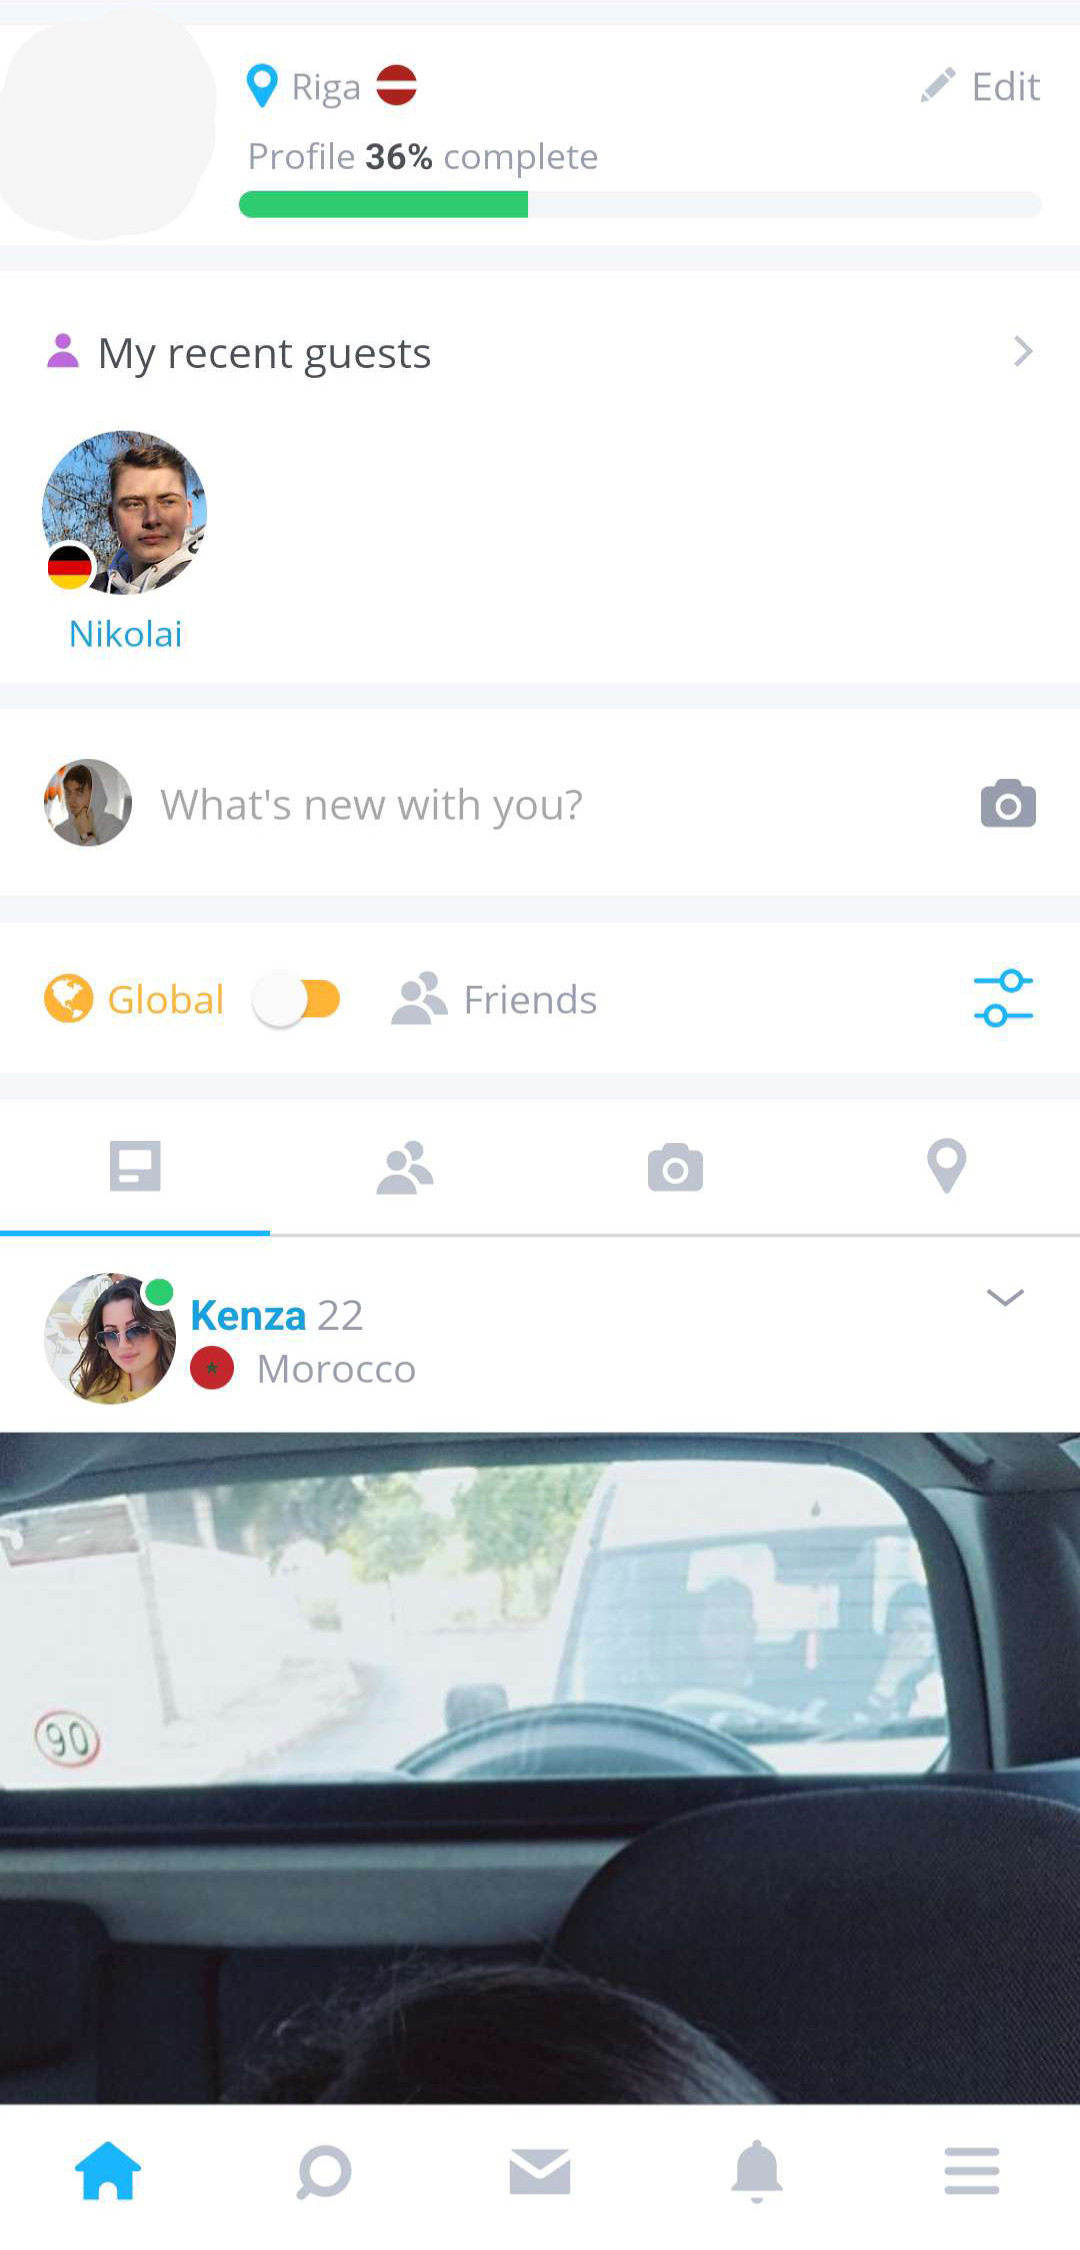 Riga
Edit
Profile 36% complete
My recent guests
Nikolai
What's new with you?
Global
Friends
Kenza 22
Morocco
90